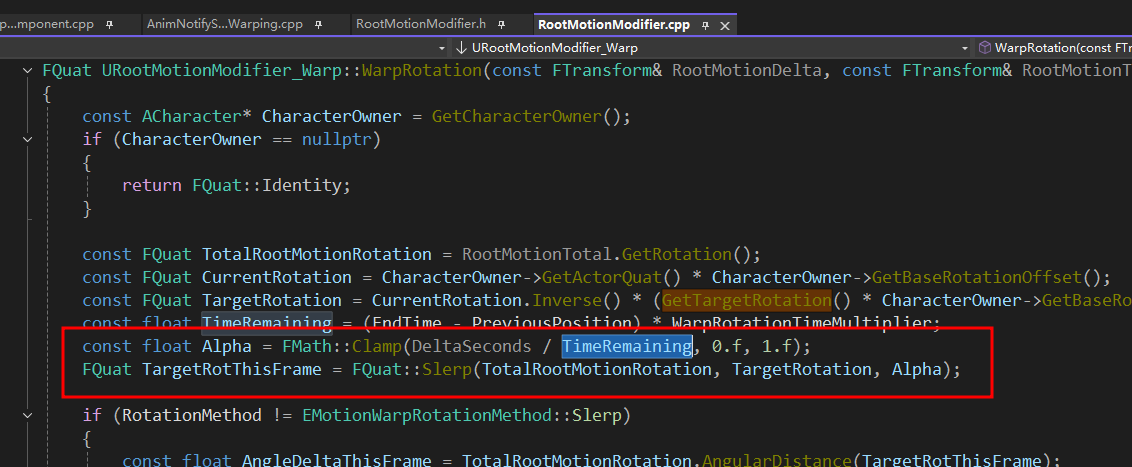 p...mponent.cpp AnimNotifyS...Warping.cpp RootMotionModifier.h RootMotionModifier.cpp
URootMotionModifier_Warp WarpRotation(const FTr
FQuat URootMotionModifier_Warp::WarpRotation(const FTransform& RootMotionDelta, const FTransform& RootMotionT
{
const ACharacter* CharacterOwner = GetCharacterOwner();
if (CharacterOwner == nullptr)
{
return FQuat::Identity;
}
const FQuat TotalRootMotionRotation = RootMotionTotal.GetRotation();
const FQuat CurrentRotation = CharacterOwner->GetActorQuat() * CharacterOwner->GetBaseRotationOffset();
const FQuat TargetRotation = CurrentRotation.Inverse() * (GetTargetRotation() * CharacterOwner->GetBaseRo
const float TimeRemaining = (EndTime - PreviousPosition) * WarpRotationTimeMultiplier;
const float Alpha = FMath::Clamp(DeltaSeconds / TimeRemaining, 0.f, 1.f);
FQuat TargetRotThisFrame = FQuat::Slerp(TotalRootMotionRotation, TargetRotation, Alpha);
if (RotationMethod != EMotionWarpRotationMethod::Slerp)
{
const float AngleDeltaThisFrame = TotalRootMotionRotation.AngularDistance(TargetRotThisFrame);